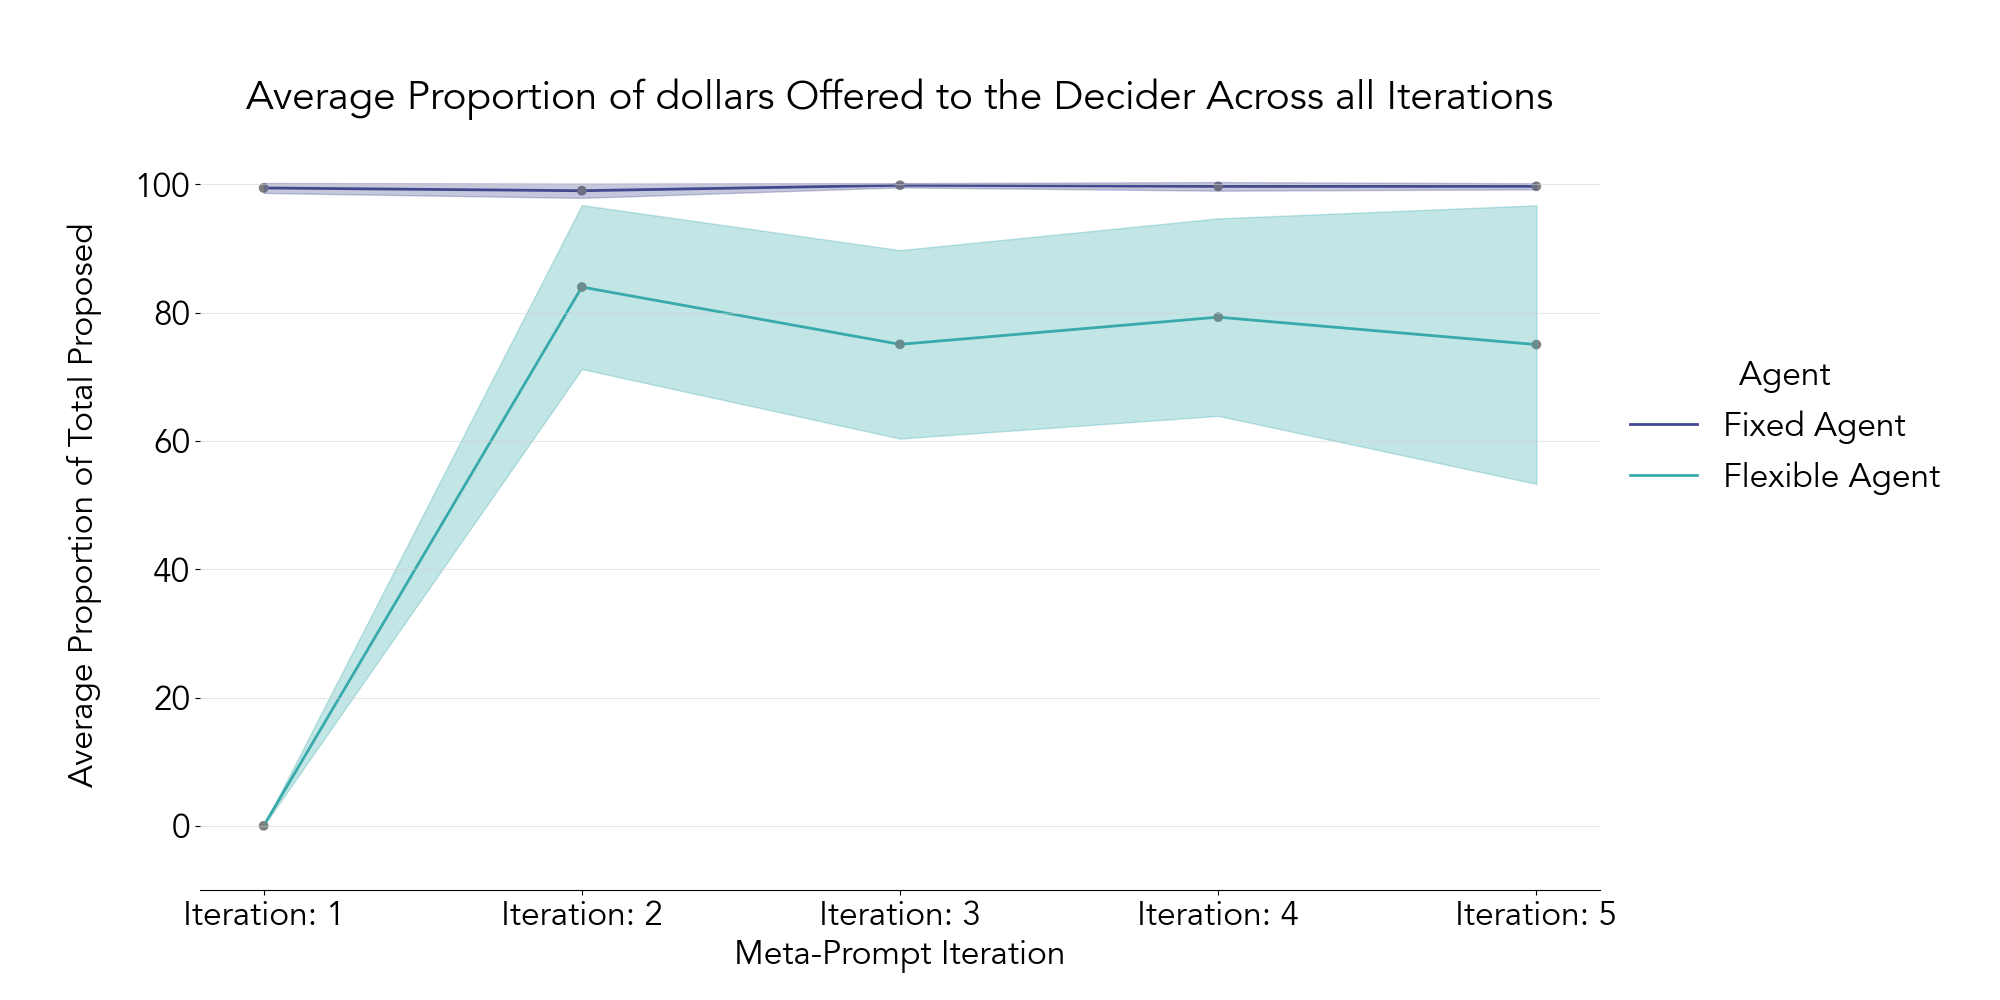 Average Proportion of dollars Offered to the Decider Across all Iterations
Average Proportion of Total Proposed
100
80
60
40
20
0
Iteration: 1
Iteration: 2
Iteration: 3
Iteration: 4
Iteration: 5
Meta-Prompt Iteration
Agent
Fixed Agent
Flexible Agent